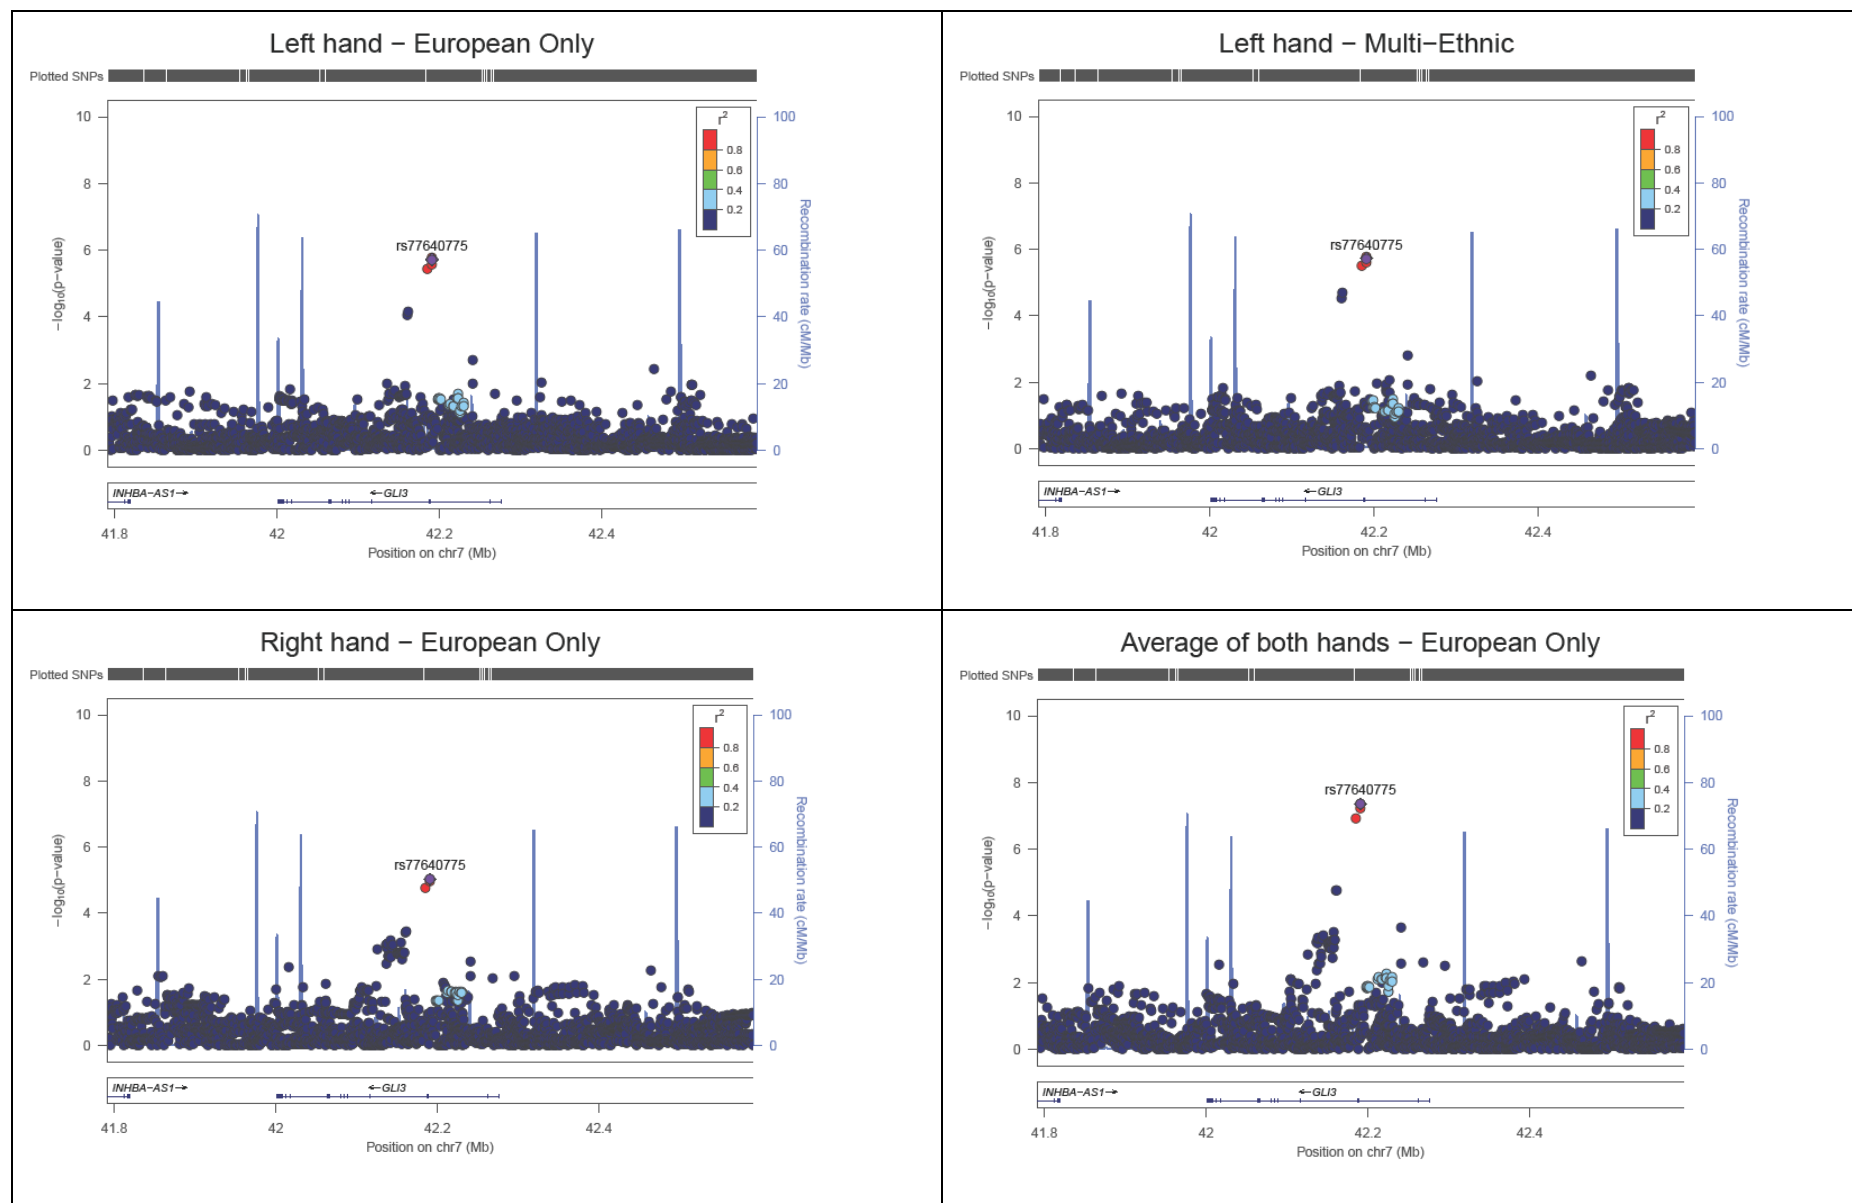 Left hand − European Only
Plotted SNPs
10
8
6
4
2
0
−log10(p−value)
100
80
60
40
20
0
Recombination rate (cM/Mb)
r2
0.8
0.6
0.4
0.2
rs77640775
INHBA−AS1→
←GLI3
41.8
42
42.2
42.4
Position on chr7 (Mb)
Left hand − Multi−Ethnic
Plotted SNPs
10
8
6
4
2
0
−log10(p−value)
100
80
60
40
20
0
Recombination rate (cM/Mb)
r2
0.8
0.6
0.4
0.2
rs77640775
INHBA−AS1→
←GLI3
41.8
42
42.2
42.4
Position on chr7 (Mb)
Right hand − European Only
Plotted SNPs
10
8
6
4
2
0
−log10(p−value)
100
80
60
40
20
0
Recombination rate (cM/Mb)
r2
0.8
0.6
0.4
0.2
rs77640775
INHBA−AS1→
←GLI3
41.8
42
42.2
42.4
Position on chr7 (Mb)
Average of both hands − European Only
Plotted SNPs
10
8
6
4
2
0
−log10(p−value)
100
80
60
40
20
0
Recombination rate (cM/Mb)
r2
0.8
0.6
0.4
0.2
rs77640775
INHBA−AS1→
←GLI3
41.8
42
42.2
42.4
Position on chr7 (Mb)